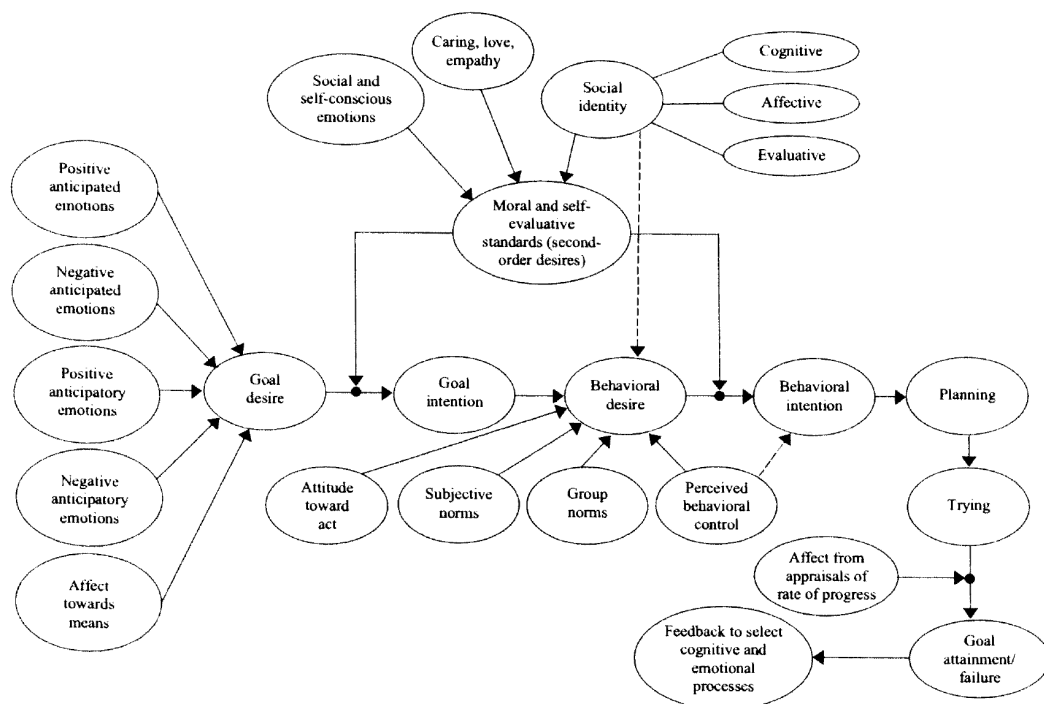 Caring, love,
empathy
Cognitive
Social and
self-conscious
emotions
Social
identity
Affective
Evaluative
Positive
anticipated
emotions
Moral and self-
evaluative
standards (second-
order desires)
Negative
anticipated
emotions
Positive
anticipatory
emotions
Goal
desire
Goal
intention
Behavioral
desire
Behavioral
intention
Planning
Negative
anticipatory
emotions
Attitude
toward
act
Subjective
norms
Group
norms
Perceived
behavioral
control
Trying
Affect
towards
means
Affect from
appraisals of
rate of progress
Feedback to select
cognitive and
emotional
processes
Goal
attainment/
failure